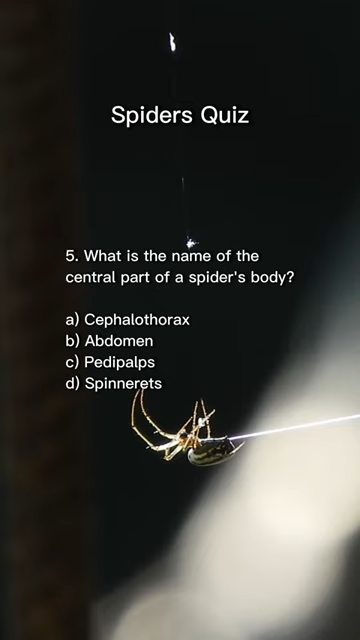 Spiders Quiz
5. What is the name of the
central part of a spider's body?
a) Cephalothorax
b) Abdomen
c) Pedipalps
d) Spinnerets